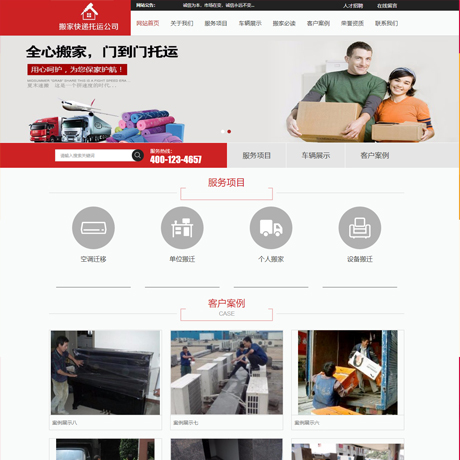 网站公告：
诚信为本，市场在变，诚信永远不变...
人才招聘
在线留言
搬家快递托运公司
网站首页 关于我们 服务项目 车辆展示 搬家必读 客户案例 荣誉资质 联系我们
全心搬家，门到门托运
用心呵护，为您保家护航！
请输入搜索关键词
服务热线：
400-123-4657
服务项目 车辆展示 客户案例
服务项目
空调迁移 单位搬迁 个人搬家 设备搬迁
客户案例
CASE
案例展示八 案例展示七 案例展示六